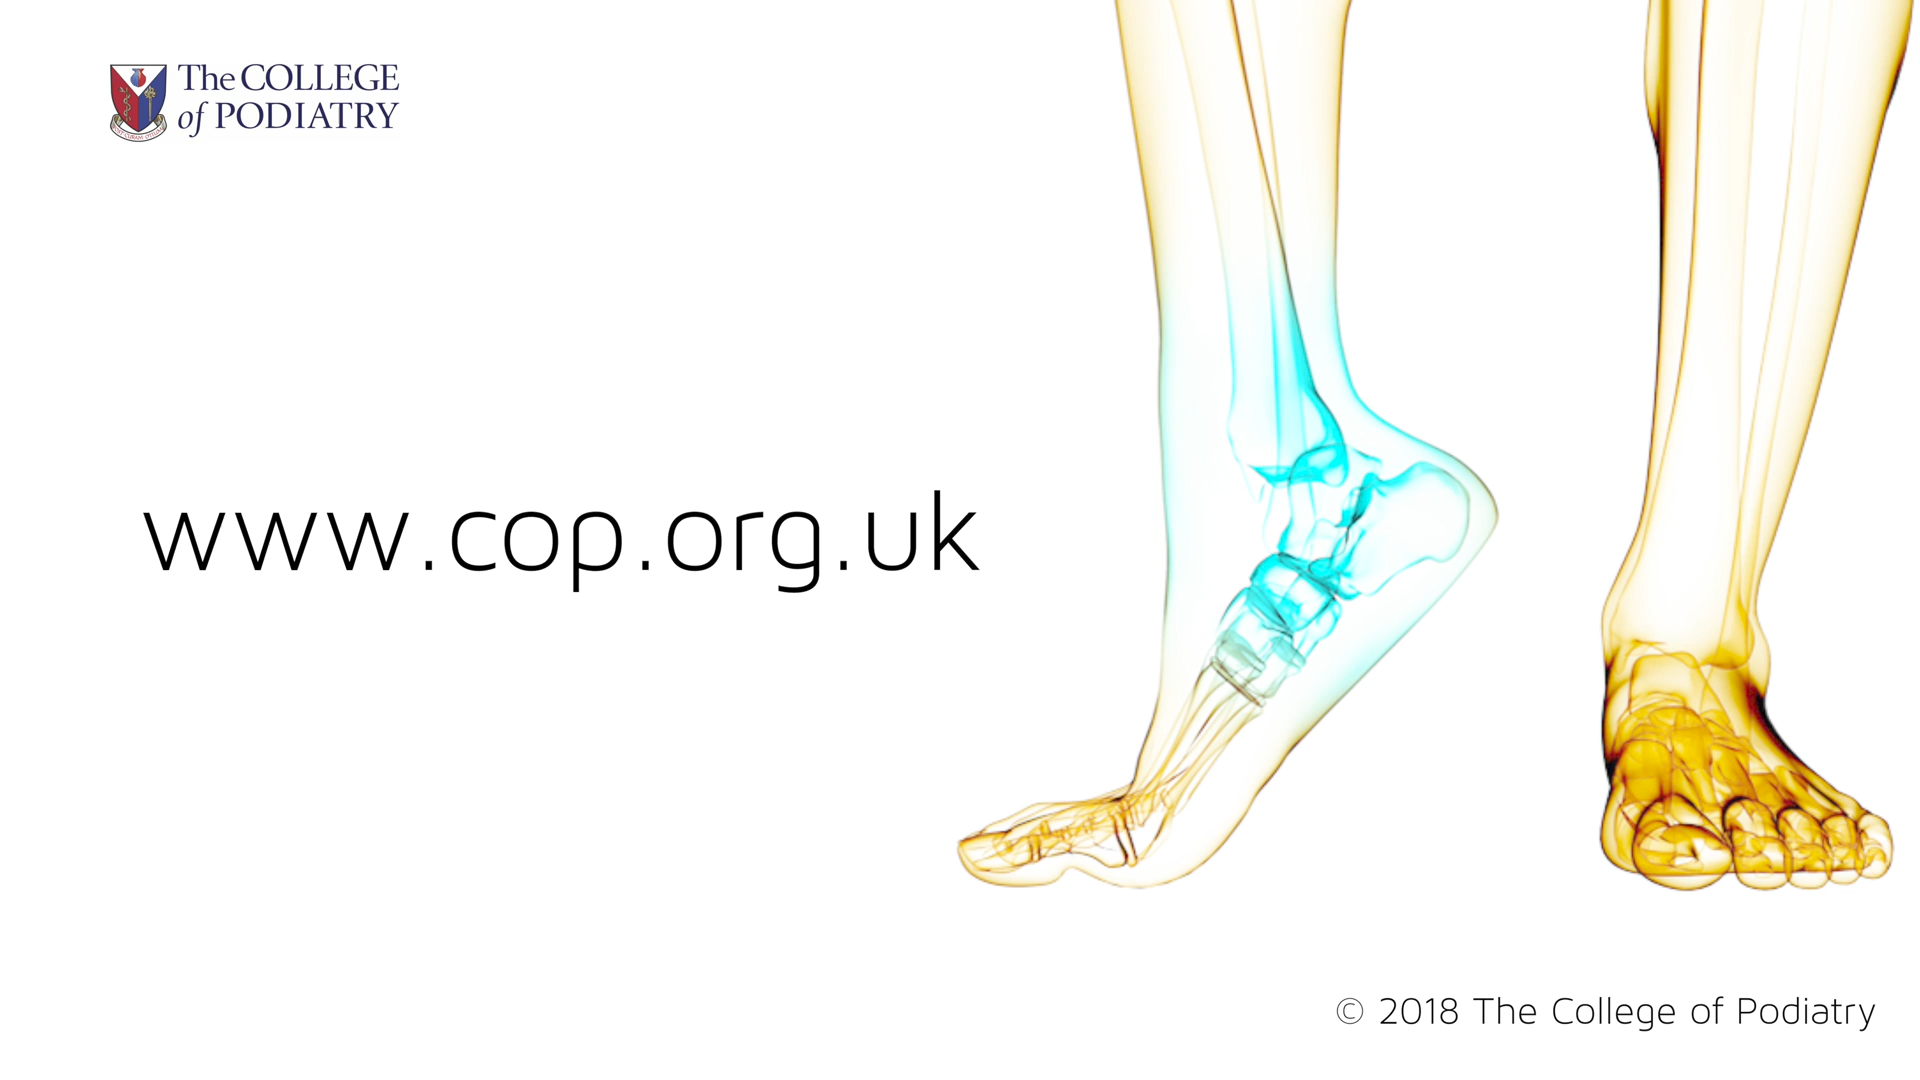 The COLLEGE
of PODIATRY
www.cop.org.uk
© 2018 The College of Podiatry